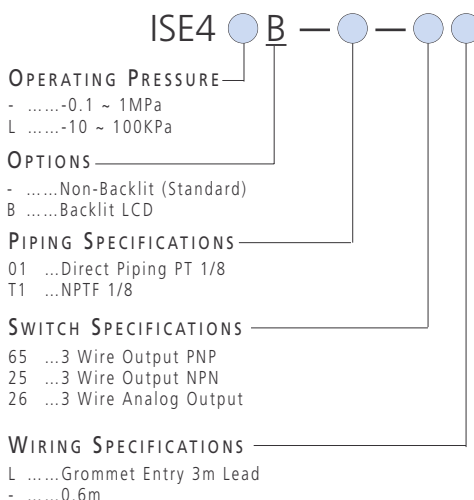 ISE4 B — — 
OPERATING PRESSURE
- ......-0.1 ~ 1MPa
L ......-10 ~ 100KPa
OPTIONS
- ......Non-Backlit (Standard)
B ......Backlit LCD
PIPING SPECIFICATIONS
01 ...Direct Piping PT 1/8
T1 ...NPTF 1/8
SWITCH SPECIFICATIONS
65 ...3 Wire Output PNP
25 ...3 Wire Output NPN
26 ...3 Wire Analog Output
WIRING SPECIFICATIONS
L ......Grommet Entry 3m Lead
- ......0.6m